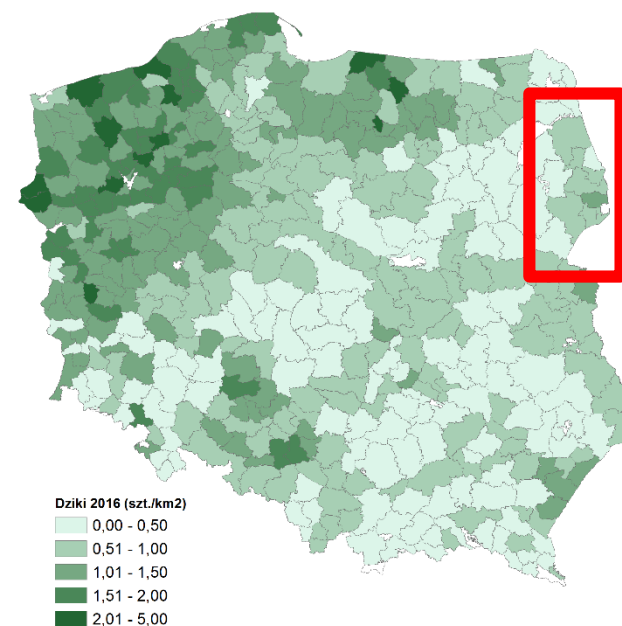 Dziki 2016 (szt./km2)
0,00 - 0,50
0,51 - 1,00
1,01 - 1,50
1,51 - 2,00
2,01 - 5,00